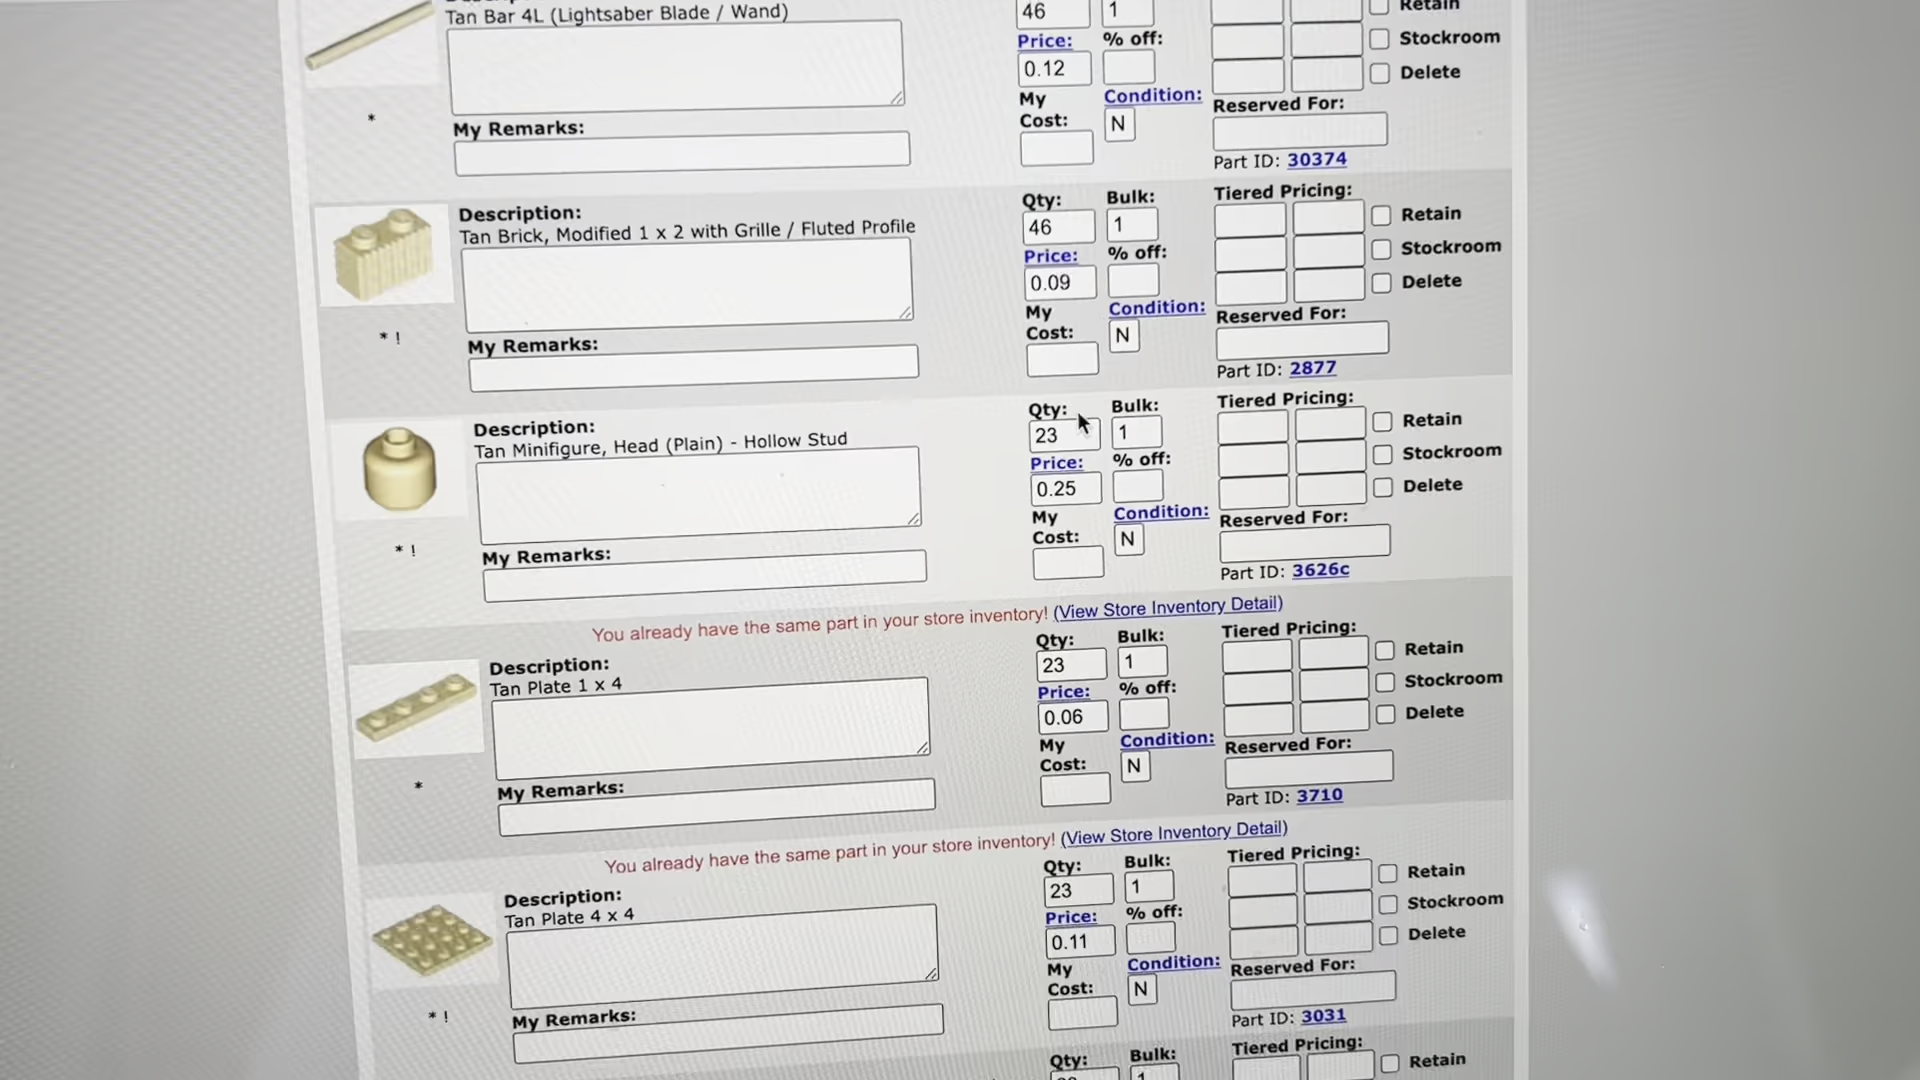 Tan Bar 4L (Lightsaber Blade / Wand)
46
1
Retain
Price:
% off:
Stockroom
0.12
Delete
My
Cost:
Condition:
N
Reserved For:
*
My Remarks:
Part ID: 30374
Description:
Tan Brick, Modified 1 x 2 with Grille / Fluted Profile
Qty:
Bulk:
Tiered Pricing:
46
1
Retain
Price:
% off:
Stockroom
0.09
Delete
My
Cost:
Condition:
N
Reserved For:
* !
My Remarks:
Part ID: 2877
Description:
Tan Minifigure, Head (Plain) - Hollow Stud
Qty:
Bulk:
Tiered Pricing:
23
1
Retain
Price:
% off:
Stockroom
0.25
Delete
My
Cost:
Condition:
N
Reserved For:
* !
My Remarks:
Part ID: 3626c
You already have the same part in your store inventory! (View Store Inventory Detail)
Description:
Tan Plate 1 x 4
Qty:
Bulk:
Tiered Pricing:
23
1
Retain
Price:
% off:
Stockroom
0.06
Delete
My
Cost:
Condition:
N
Reserved For:
*
My Remarks:
Part ID: 3710
You already have the same part in your store inventory! (View Store Inventory Detail)
Description:
Tan Plate 4 x 4
Qty:
Bulk:
Tiered Pricing:
23
1
Retain
Price:
% off:
Stockroom
0.11
Delete
My
Cost:
Condition:
N
Reserved For:
* !
My Remarks:
Part ID: 3031
Qty:
Bulk:
Tiered Pricing:
1
Retain